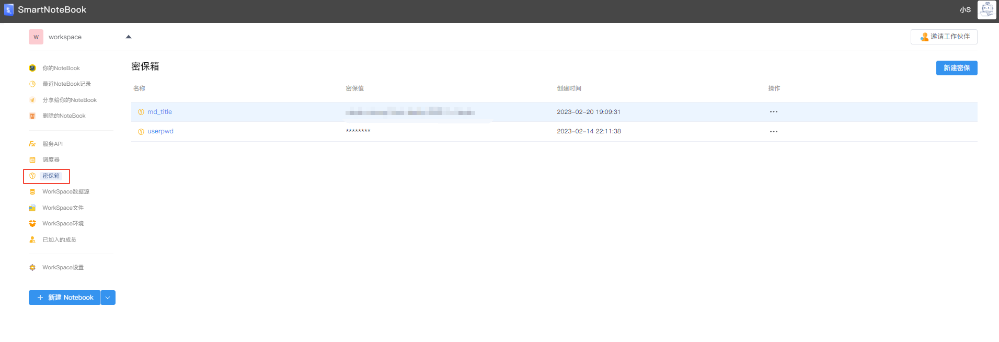 SmartNoteBook
小S
W workspace
邀请工作伙伴
你的NoteBook
最近NoteBook记录
分享给你的NoteBook
删除的NoteBook
服务API
调度器
密保箱
WorkSpace数据源
WorkSpace文件
WorkSpace环境
已加入的成员
WorkSpace设置
新建 Notebook
密保箱
新建密保
名称 密保值 创建时间 操作
md_title 2023-02-20 19:09:31 •••
userpwd ******** 2023-02-14 22:11:38 •••